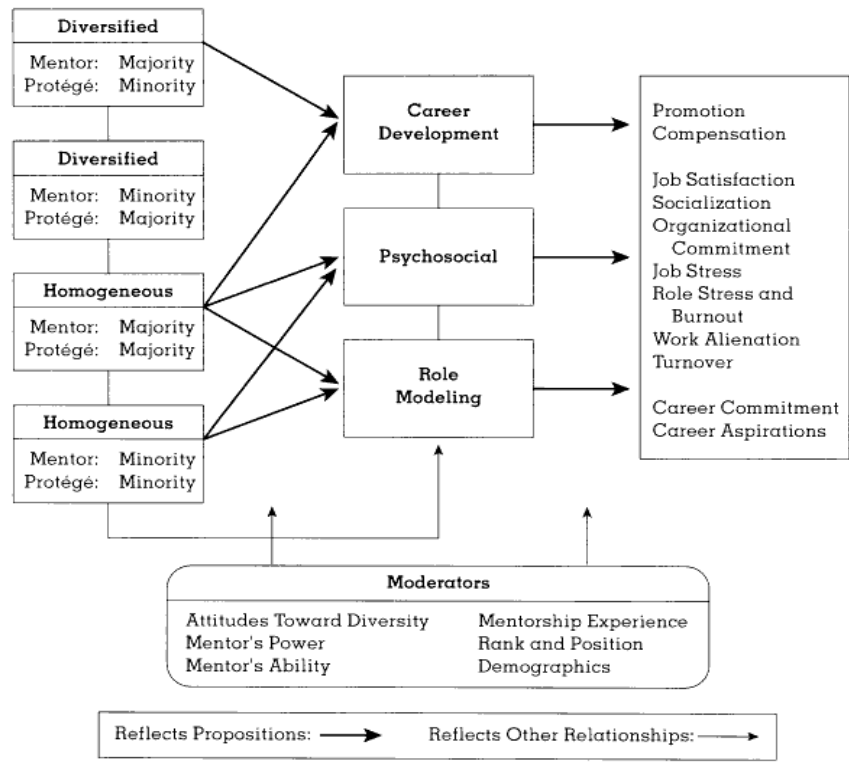 Diversified
Mentor: Majority
Protégé: Minority
Diversified
Mentor: Minority
Protégé: Majority
Homogeneous
Mentor: Majority
Protégé: Majority
Homogeneous
Mentor: Minority
Protégé: Minority
Career
Development
Psychosocial
Role
Modeling
Promotion
Compensation
Job Satisfaction
Socialization
Organizational
Commitment
Job Stress
Role Stress and
Burnout
Work Alienation
Turnover
Career Commitment
Career Aspirations
Moderators
Attitudes Toward Diversity
Mentor's Power
Mentor's Ability
Mentorship Experience
Rank and Position
Demographics
Reflects Propositions:
Reflects Other Relationships: